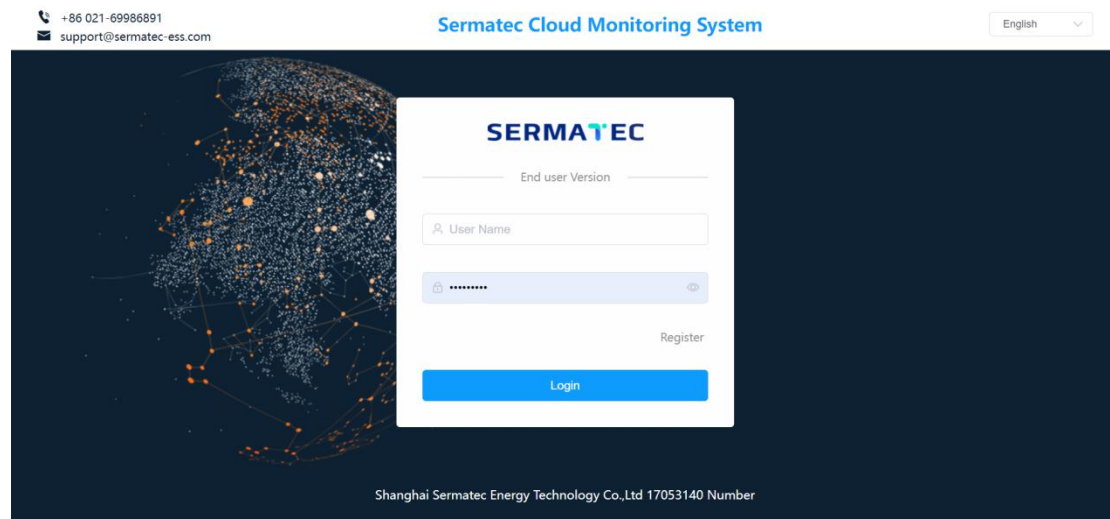 +86 021-69986891
support@sermatec-ess.com
Sermatec Cloud Monitoring System
English
SERMATEC
End user Version
User Name
•••••••••
Register
Login
Shanghai Sermatec Energy Technology Co.,Ltd 17053140 Number